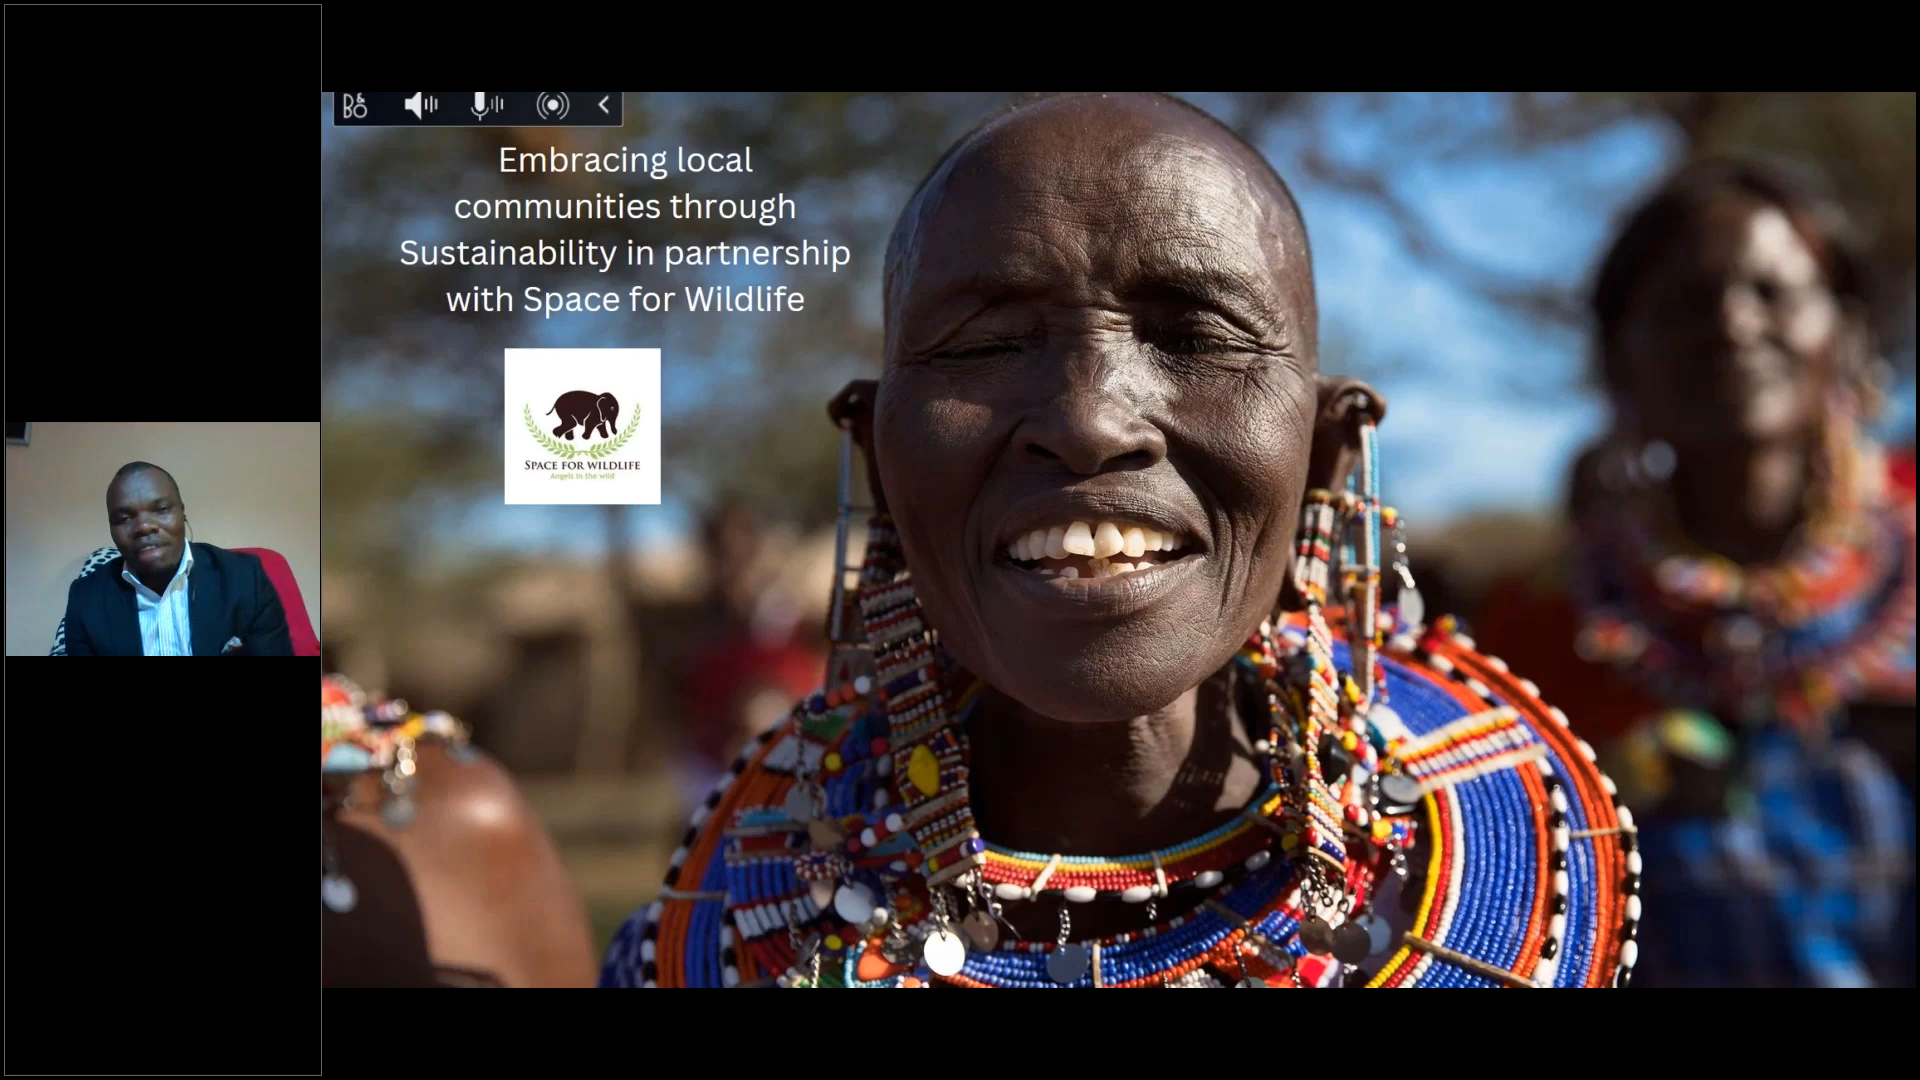 B&O
Embracing local
communities through
Sustainability in partnership
with Space for Wildlife
SPACE FOR WILDLIFE
Angels in the wild